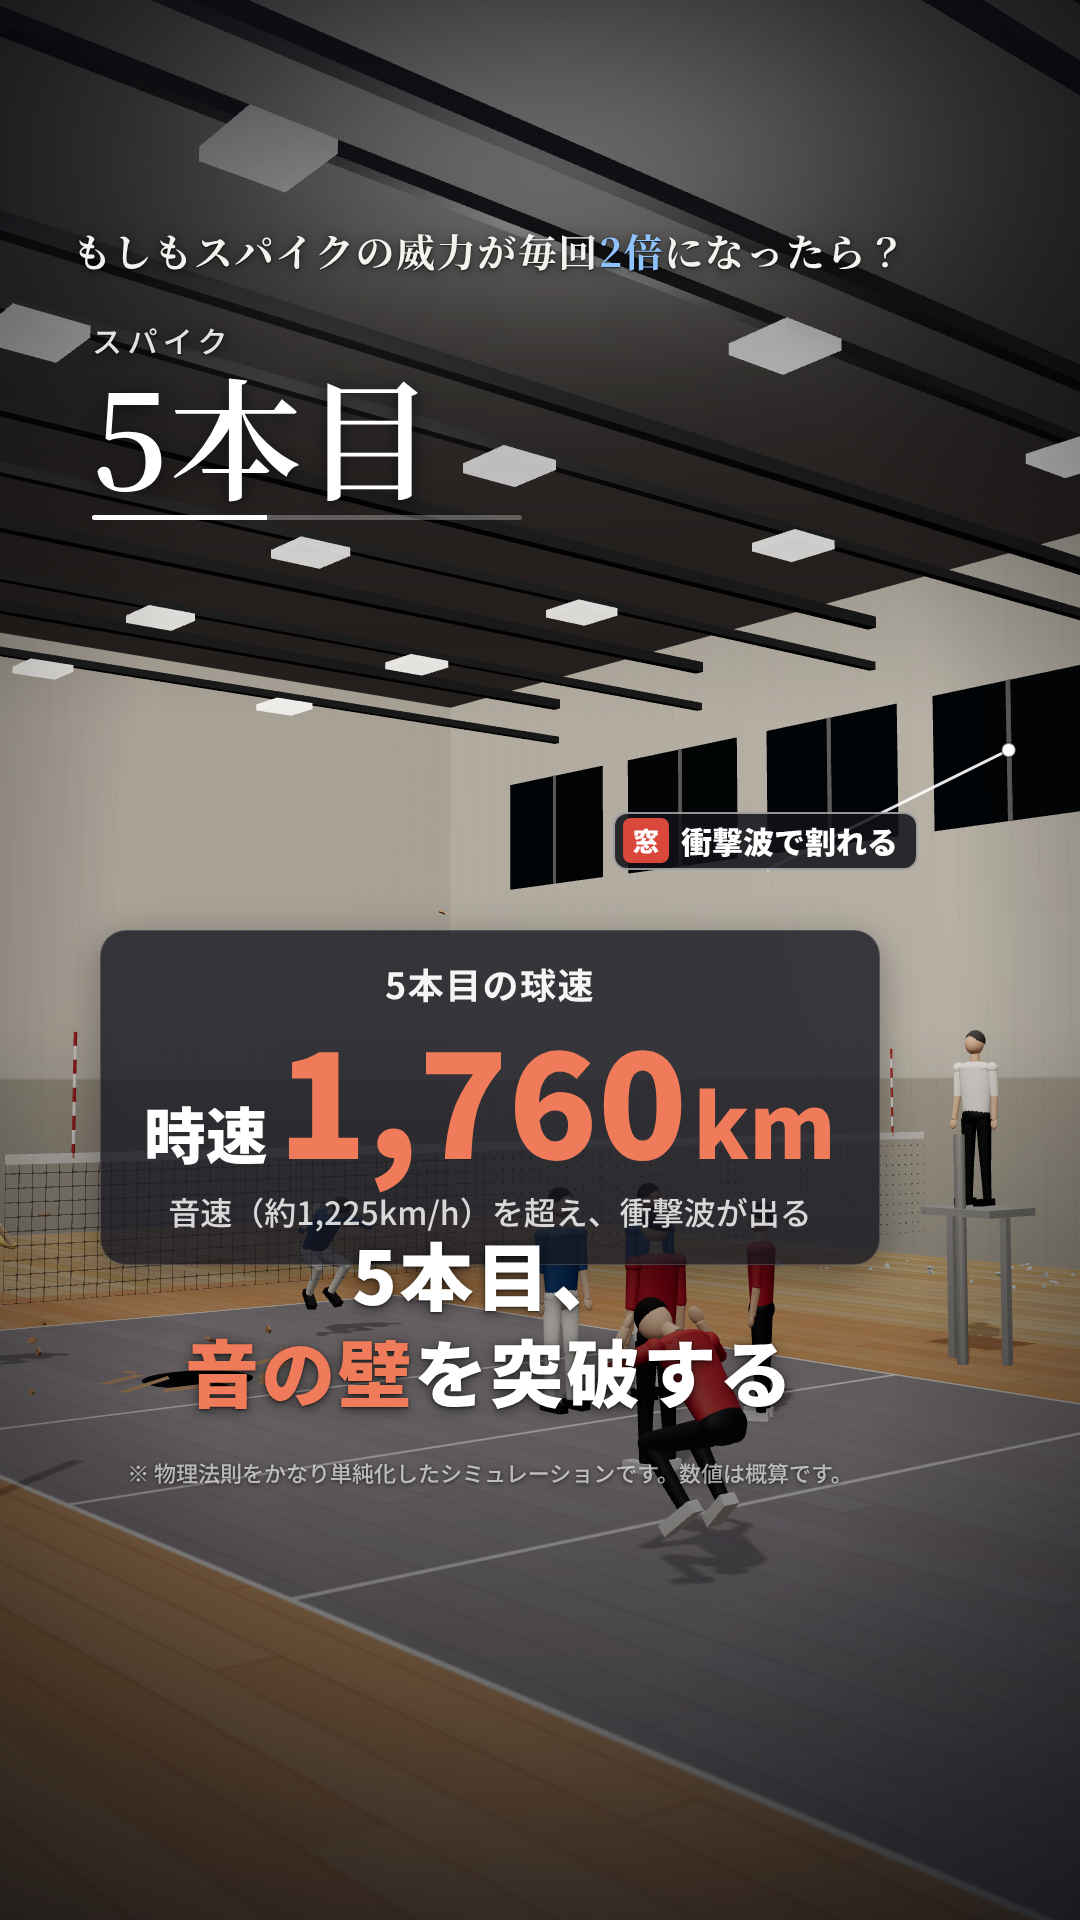 もしもスパイクの威力が毎回2倍になったら？
スパイク
5本目
窓 衝撃波で割れる
5本目の球速
時速1,760km
音速（約1,225km/h）を超え、衝撃波が出る
5本目、
音の壁を突破する
※ 物理法則をかなり単純化したシミュレーションです。数値は概算です。